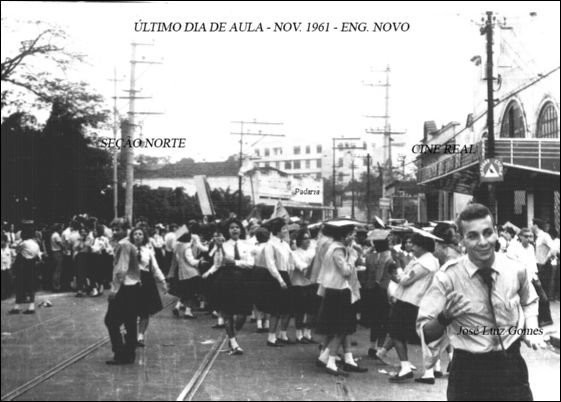 ÚLTIMO DIA DE AULA - NOV. 1961 - ENG. NOVO
SEÇÃO NORTE
CINE REAL
Padaria
José Luiz Gomes